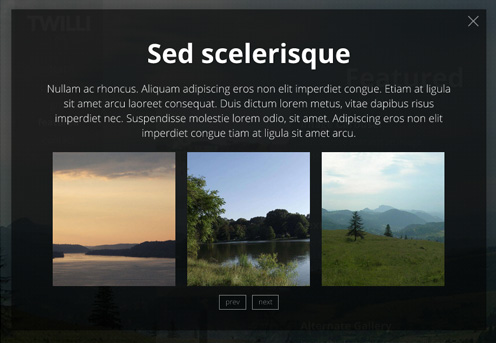 TWILLI
Featured
Sed scelerisque
Nullam ac rhoncus. Aliquam adipiscing eros non elit imperdiet congue. Etiam at ligula
sit amet arcu laoreet consequat. Duis dictum lorem metus, vitae dapibus risus
imperdiet nec. Suspendisse molestie lorem odio, sit amet. Adipiscing eros non elit
imperdiet congue tiam at ligula sit amet arcu.
prev next
Alternate Gallery